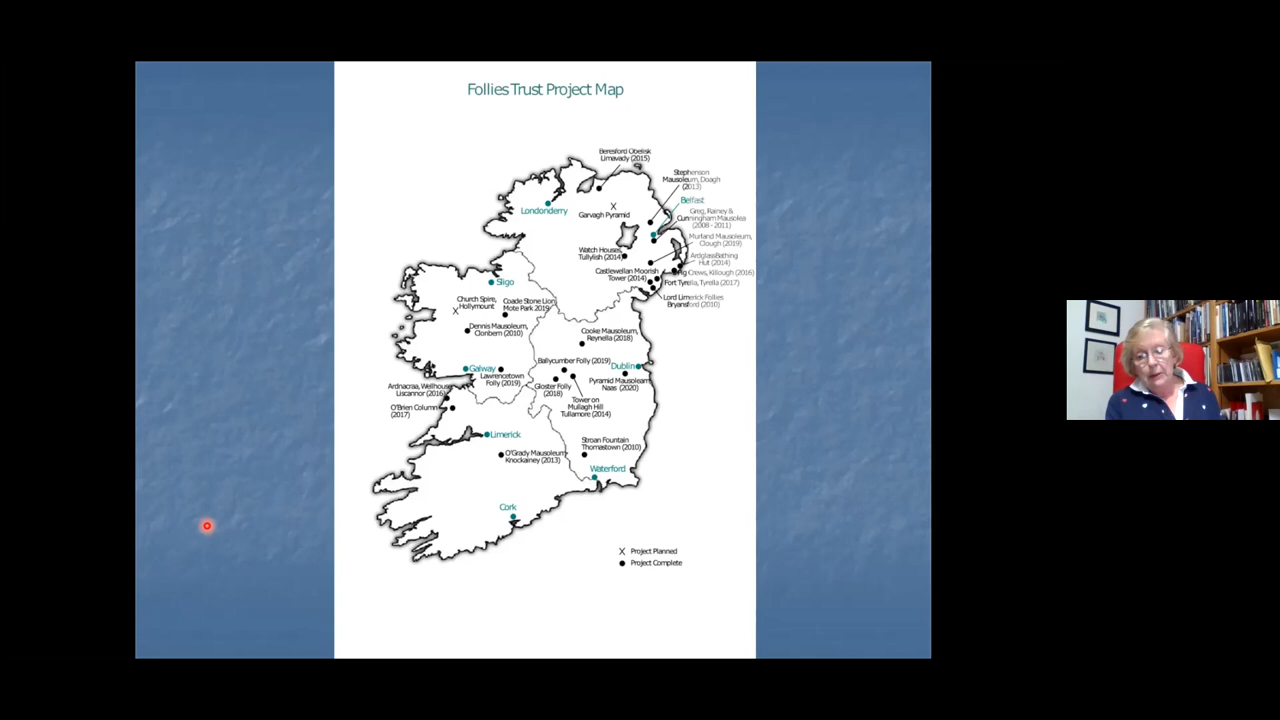 Follies Trust Project Map
Beresford Obelisk
Limavady (2015)
Stephenson
Mausoleum, Doagh
(2013)
Belfast
Londonderry
Garvagh Pyramid
Greg, Rainey &
Cunningham Mausolea
(2008 - 2011)
Murland Mausoleum,
Clough (2019)
Watch Houses,
Tullylish (2014)
Ardglass Bathing
Hut (2014)
Castlewellan Moorish
Tower (2014)
Crews, Killough (2016)
Fort Tyrella, Tyrella (2017)
Sligo
Lord Limerick Follies
Bryansford (2010)
Church Spire,
Hollymount
Coade Stone Lion,
Mote Park 2019
Dennis Mausoleum,
Clonbern (2010)
Cooke Mausoleum,
Reynella (2018)
Ballycumber Folly (2019)
Dublin
Galway
Lawrencetown
Folly (2019)
Gloster Folly
(2018)
Pyramid Mausoleum
Naas (2020)
Ardnacraa, Wellhouse
Liscannor (2016)
Tower on
Mullagh Hill
Tullamore (2014)
O'Brien Column
(2017)
Limerick
Stroan Fountain
Thomastown (2010)
O'Grady Mausoleum,
Knockainey (2013)
Waterford
Cork
X Project Planned
Project Complete